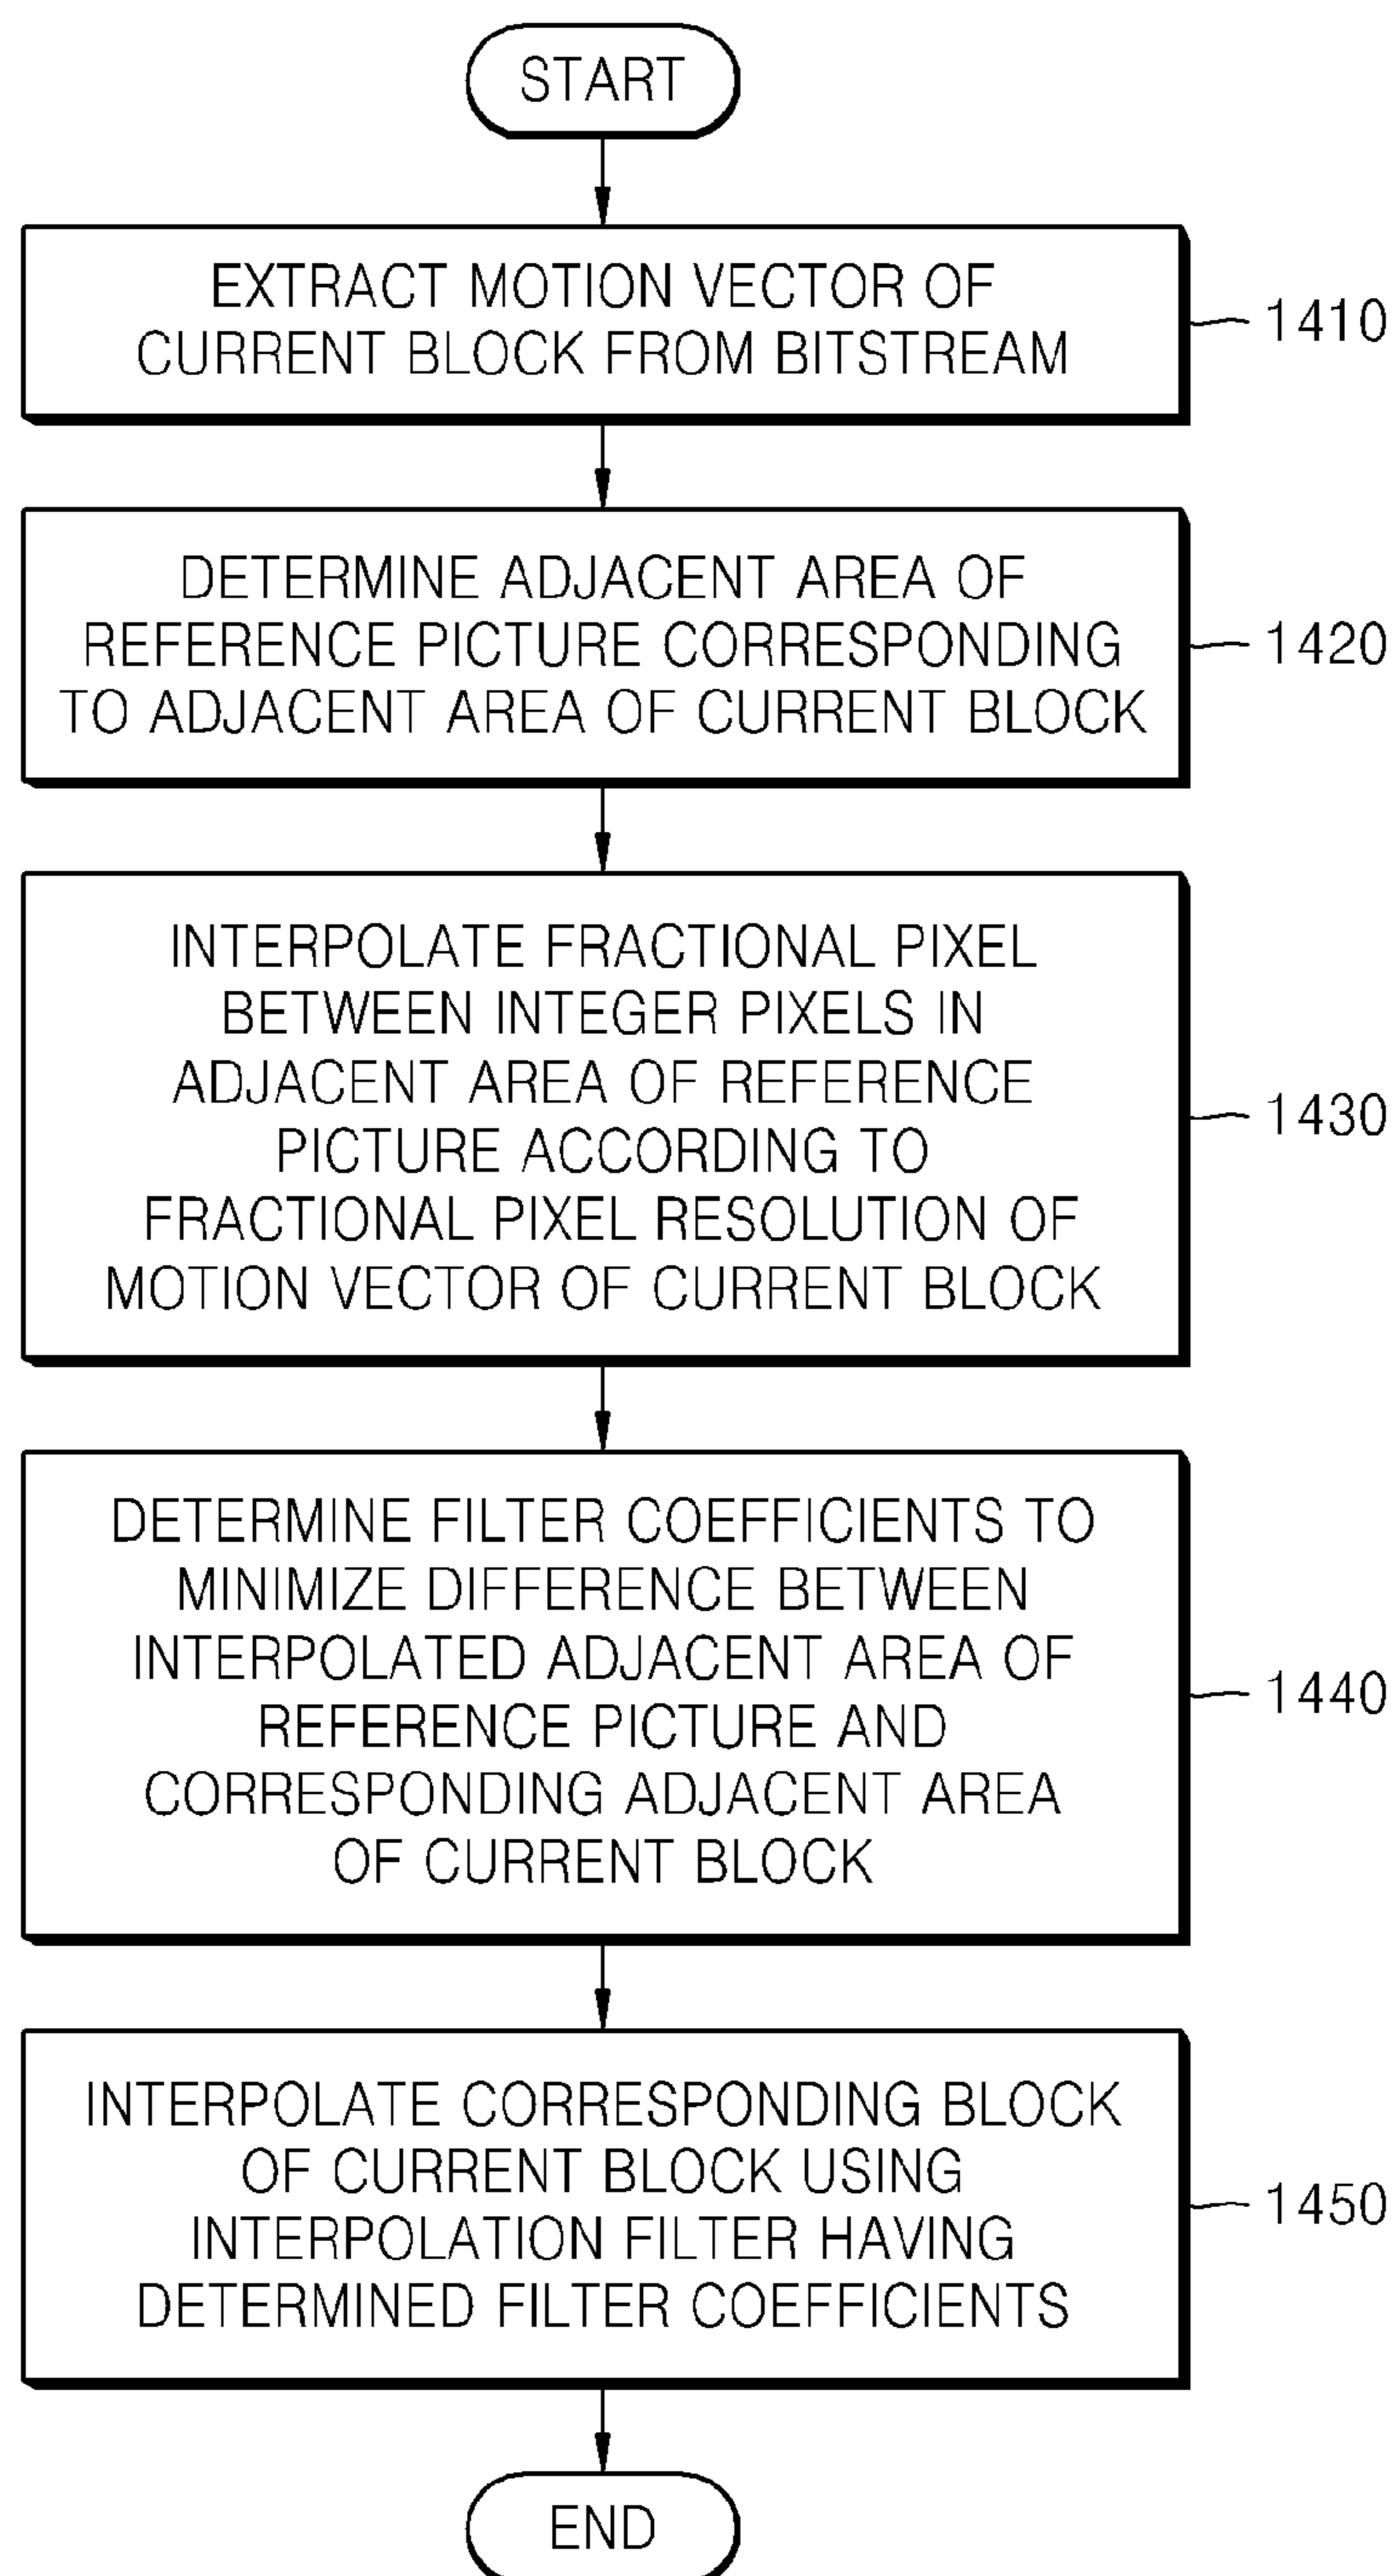 START
EXTRACT MOTION VECTOR OF
CURRENT BLOCK FROM BITSTREAM
1410
DETERMINE ADJACENT AREA OF
REFERENCE PICTURE CORRESPONDING
TO ADJACENT AREA OF CURRENT BLOCK
1420
INTERPOLATE FRACTIONAL PIXEL
BETWEEN INTEGER PIXELS IN
ADJACENT AREA OF REFERENCE
PICTURE ACCORDING TO
FRACTIONAL PIXEL RESOLUTION OF
MOTION VECTOR OF CURRENT BLOCK
1430
DETERMINE FILTER COEFFICIENTS TO
MINIMIZE DIFFERENCE BETWEEN
INTERPOLATED ADJACENT AREA OF
REFERENCE PICTURE AND
CORRESPONDING ADJACENT AREA
OF CURRENT BLOCK
1440
INTERPOLATE CORRESPONDING BLOCK
OF CURRENT BLOCK USING
INTERPOLATION FILTER HAVING
DETERMINED FILTER COEFFICIENTS
1450
END